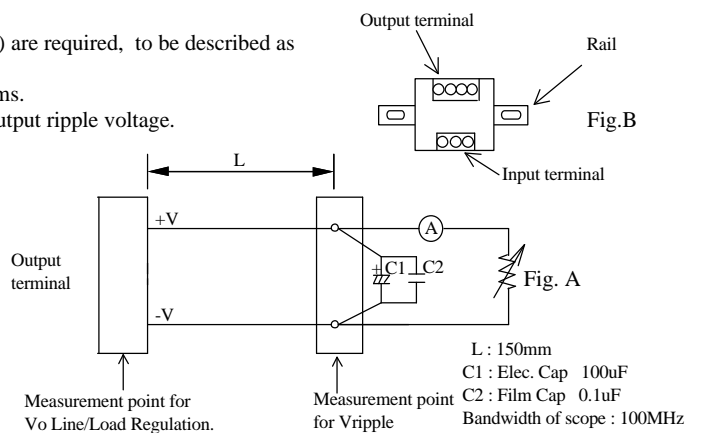 Output terminal
) are required, to be described as
Rail
ms.
utput ripple voltage.
Fig.B
Input terminal
L
+V
A
Output
terminal
+ C1 C2
Fig. A
-V
L : 150mm
C1 : Elec. Cap 100uF
C2 : Film Cap 0.1uF
Bandwidth of scope : 100MHz
Measurement point for
Vo Line/Load Regulation.
Measurement point
for Vripple